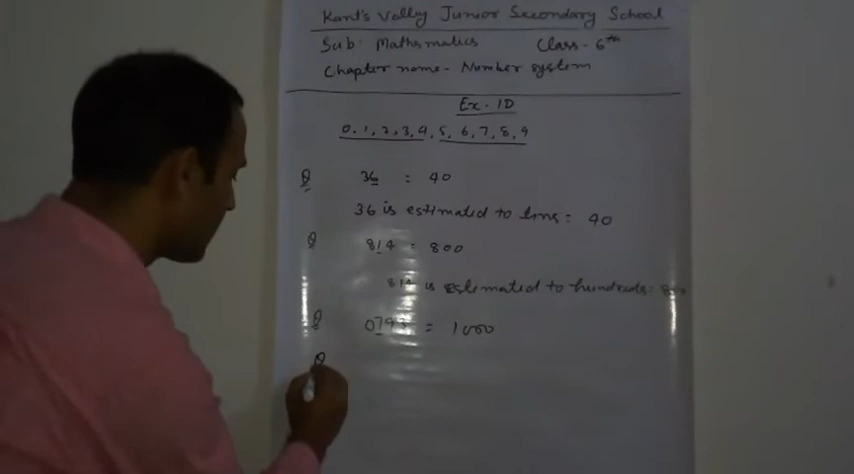 Kant's Valley Junior Secondary School
Sub: Mathematics Class - 6th
Chapter name - Number system
Ex - 1D
0, 1, 2, 3, 4, 5, 6, 7, 8, 9
Q 36 = 40
36 is estimated to tens = 40
Q 814 = 800
814 is estimated to hundreds = 800
Q 0793 = 1000
Q